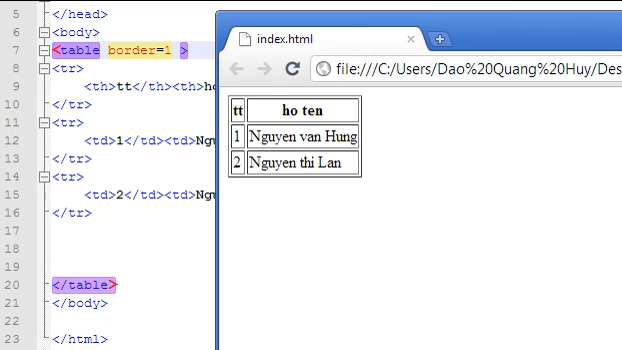 5 </head>
6 <body>
7 <table border=1 >
8 <tr>
9 <th>tt</th><th>ho
10 </tr>
11 <tr>
12 <td>1</td><td>Ngu
13 </tr>
14 <tr>
15 <td>2</td><td>Ngu
16 </tr>
17
18
19
20 </table>
21 </body>
22
23 </html>
index.html
file:///C:/Users/Dao%20Quang%20Huy/Des
tt ho ten
1 Nguyen van Hung
2 Nguyen thi Lan